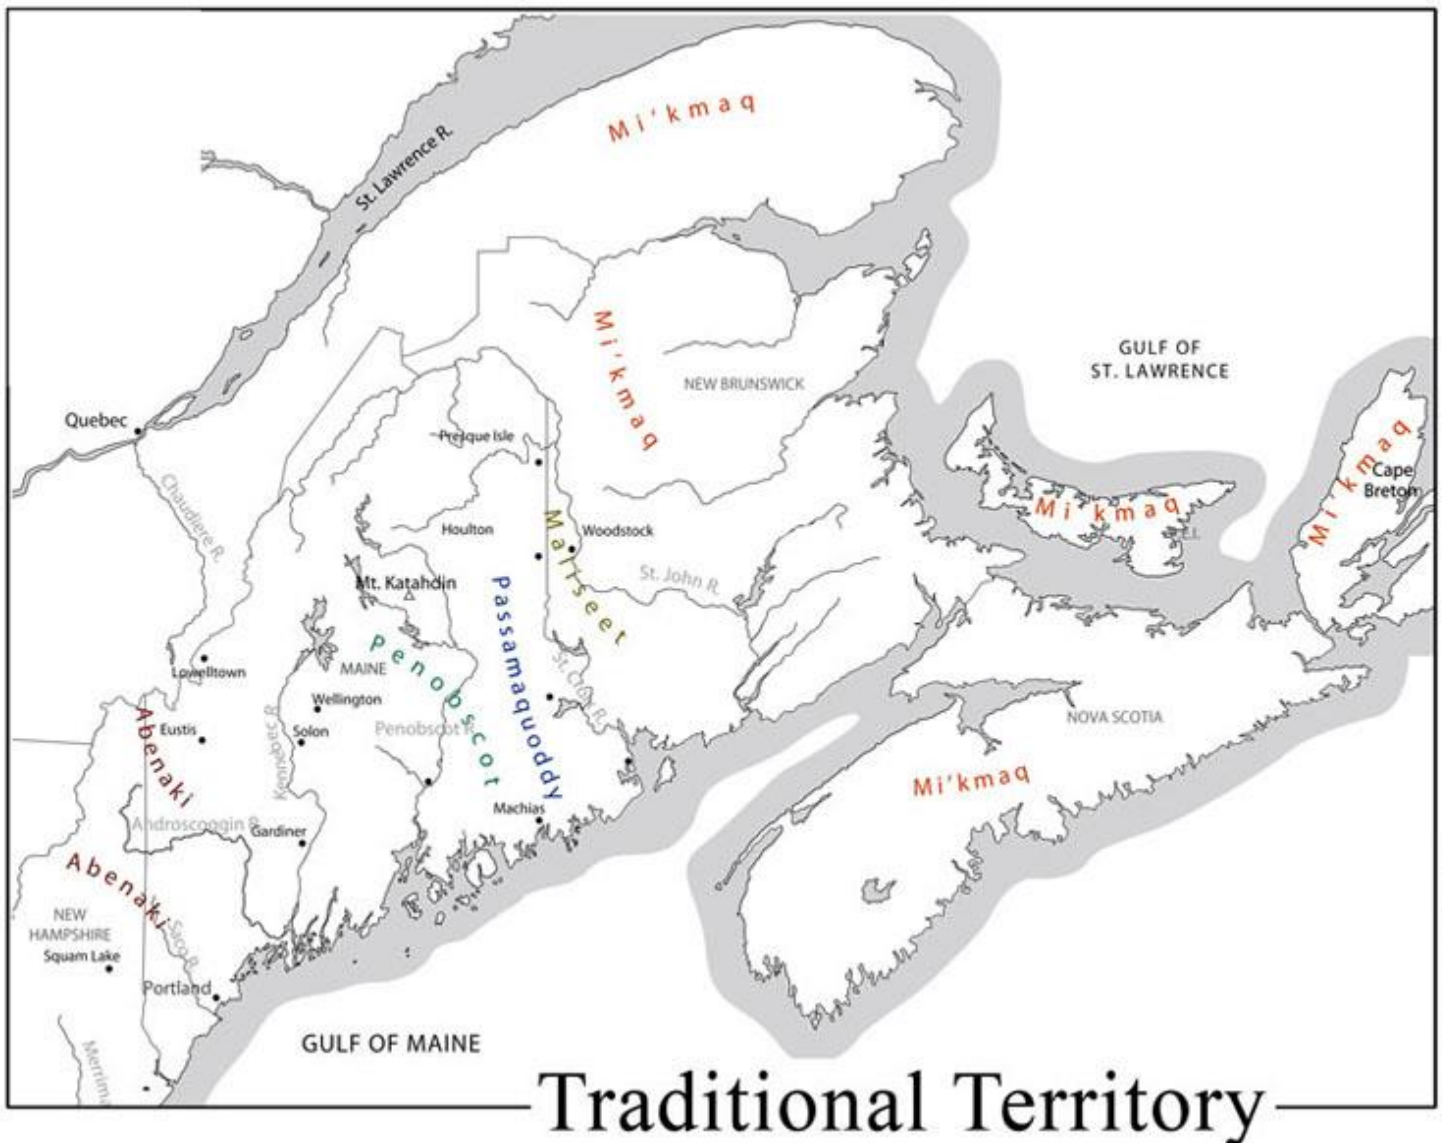 Mi'kmaq
St. Lawrence R.
Mi'kmaq
GULF OF
ST. LAWRENCE
NEW BRUNSWICK
Quebec
Presque Isle
Mi'kmaq
Cape
Breton
Chaudiere R.
Mi'kmaq
Houlton
Maliseet
Woodstock
St. John R.
Mt. Katahdin
Passamaquoddy
Penobscot
MAINE
Lowelltown
St. Croix R.
Wellington
Abenaki
Eustis
Kennebec R.
Solon
Penobscot R.
NOVA SCOTIA
Mi'kmaq
Machias
Androscoggin R.
Gardiner
Abenaki
NEW
HAMPSHIRE
Saco R.
Squam Lake
Portland
GULF OF MAINE
Traditional Territory